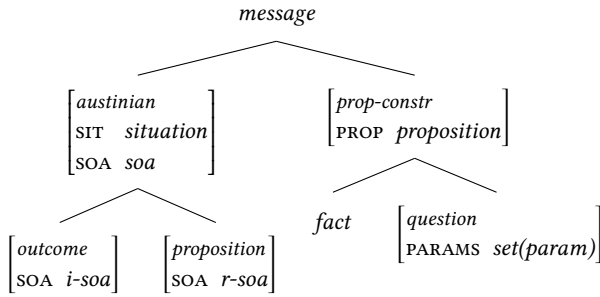 message
austinian
SIT situation
SOA soa
prop-constr
PROP proposition
outcome
SOA i-soa
proposition
SOA r-soa
fact
question
PARAMS set(param)